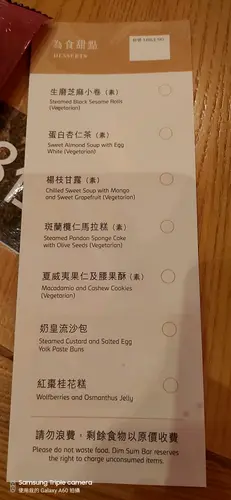 為食甜點
DESSERTS
生磨芝麻小卷（素）
Steamed Black Sesame Rolls
(Vegetarian)
蛋白杏仁茶（素）
Sweet Almond Soup with Egg
White (Vegetarian)
楊枝甘露（素）
Chilled Sweet Soup with Mango
and Sweet Grapefruit (Vegetarian)
斑蘭欖仁馬拉糕（素）
Steamed Pandan Sponge Cake
with Olive Seeds (Vegetarian)
夏威夷果仁及腰果酥（素）
Macadamia and Cashew Cookies
(Vegetarian)
奶皇流沙包
Steamed Custard and Salted Egg
Yolk Paste Buns
紅棗桂花糕
Wolfberries and Osmanthus Jelly
請勿浪費，剩餘食物以原價收費
Please do not waste food. Dim Sum Bar reserves
the right to charge unconsumed items.
Samsung Triple camera
使用我的 Galaxy A60 拍攝